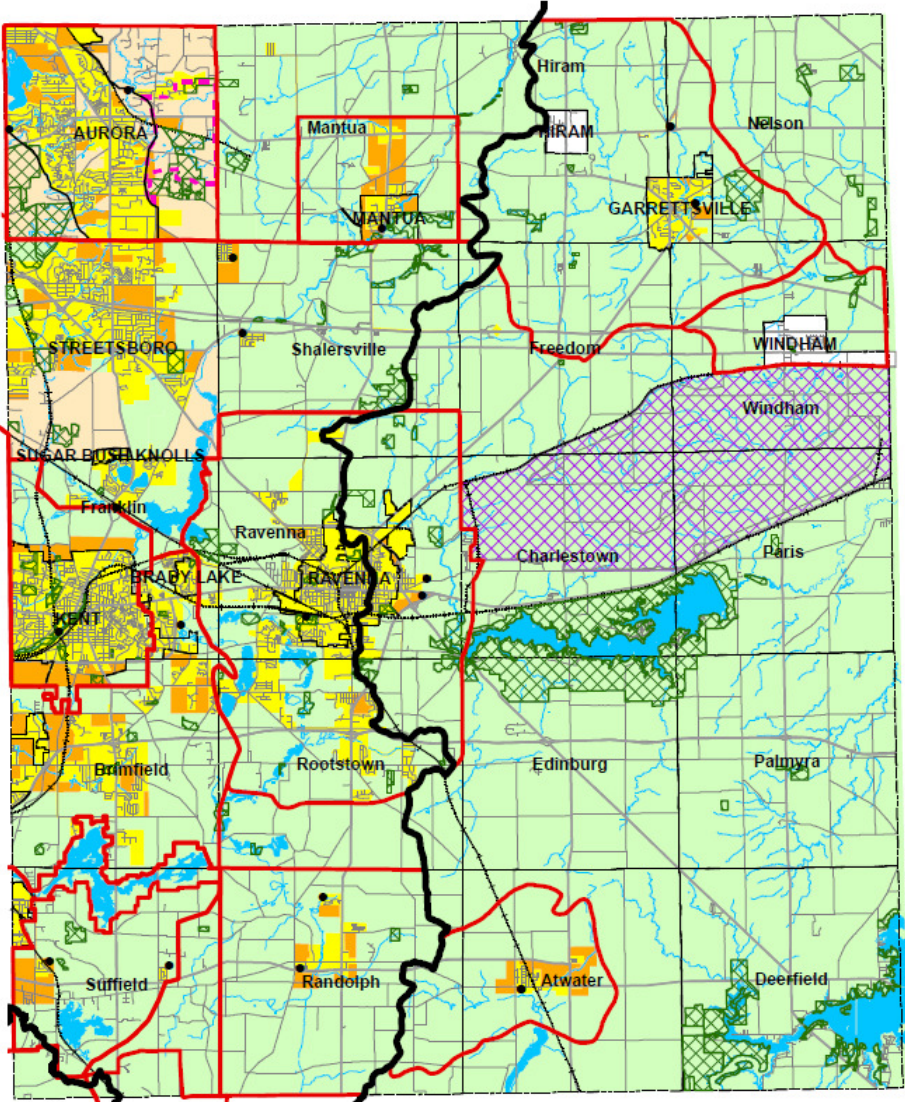 Hiram
Mantua
Nelson
AURORA
HIRAM
GARRETTSVILLE
MANTUA
STREETSBORO
Shalersville
Freedom
WINDHAM
Windham
SUGAR BUSH KNOLLS
Franklin
Ravenna
Charlestown
Paris
BRADY LAKE
RAVENNA
KENT
Brimfield
Rootstown
Edinburg
Palmyra
Suffield
Randolph
Atwater
Deerfield